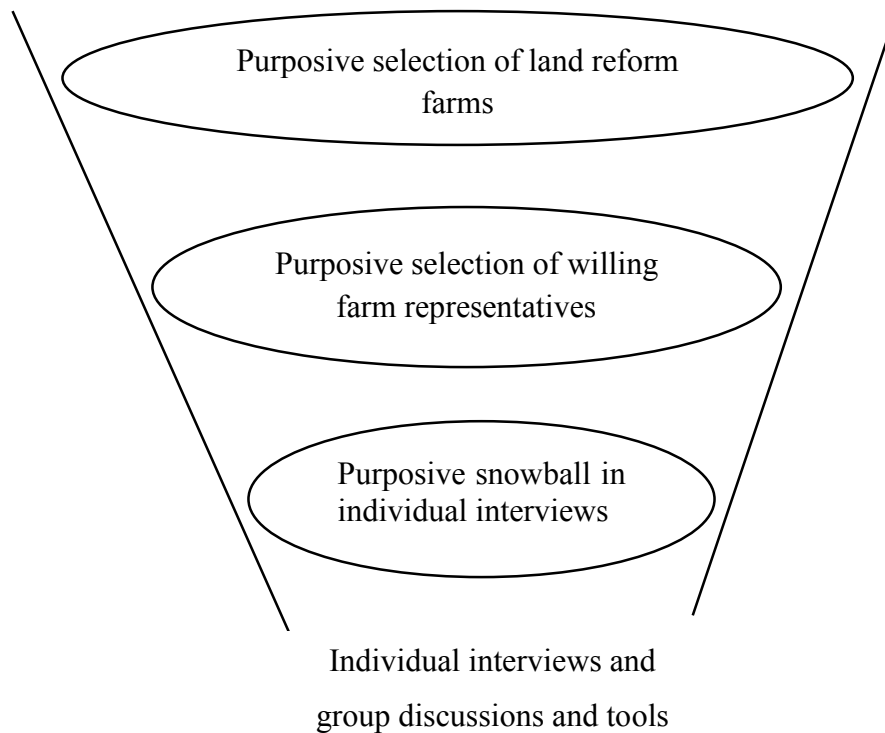 Purposive selection of land reform
farms
Purposive selection of willing
farm representatives
Purposive snowball in
individual interviews
Individual interviews and
group discussions and tools